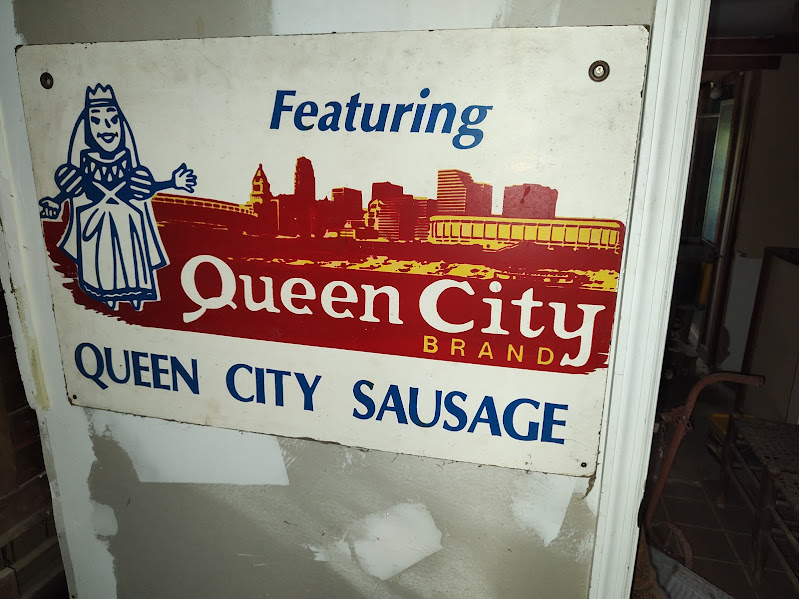 Featuring
Queen City
BRAND
QUEEN CITY SAUSAGE